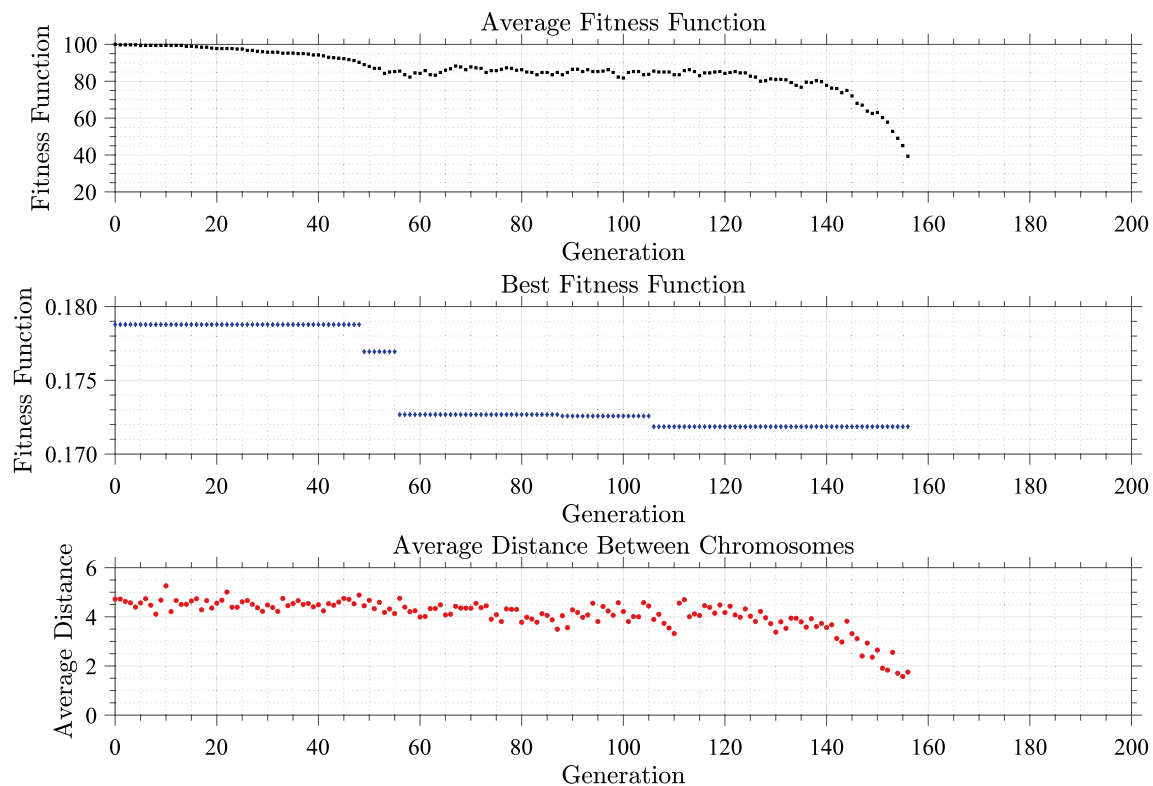 Average Fitness Function
Fitness Function
100
80
60
40
20
0 20 40 60 80 100 120 140 160 180 200
Generation
Best Fitness Function
Fitness Function
0.180
0.175
0.170
0 20 40 60 80 100 120 140 160 180 200
Generation
Average Distance Between Chromosomes
Average Distance
6
4
2
0
0 20 40 60 80 100 120 140 160 180 200
Generation